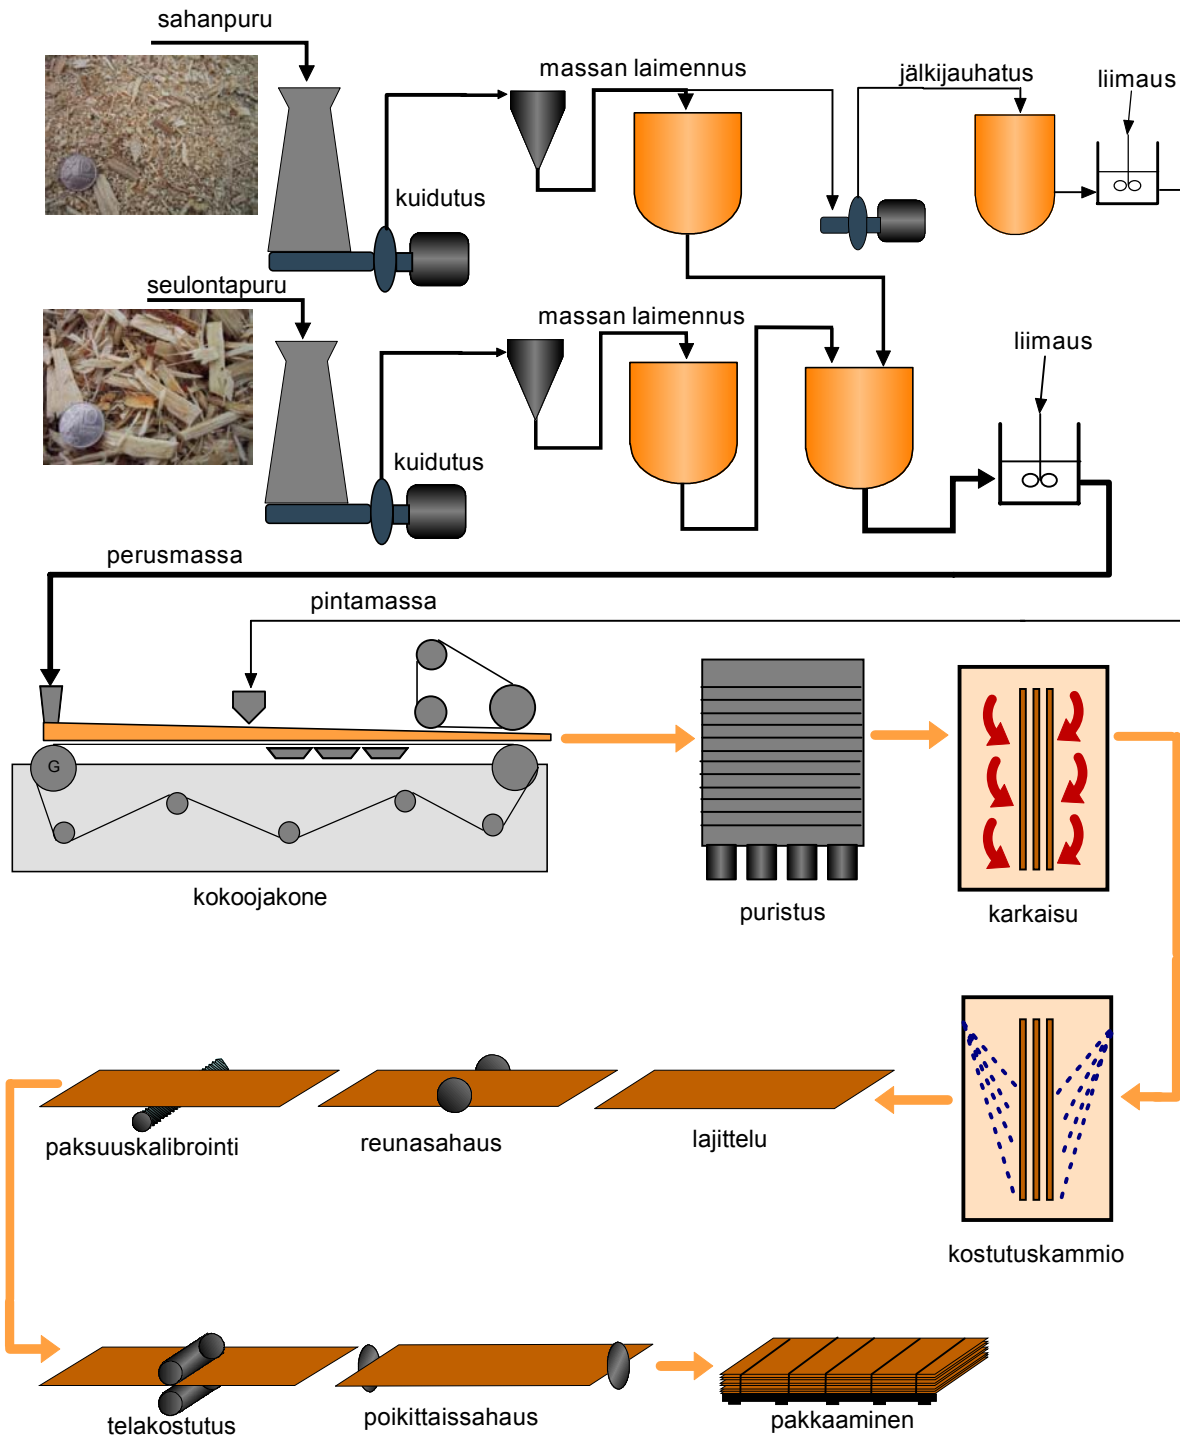 sahanpuru
massan laimennus
jälkijauhatus
liimaus
kuidutus
seulontapuru
massan laimennus
liimaus
kuidutus
perusmassa
pintamassa
G
kokoojakone
puristus
karkaisu
paksuuskalibrointi
reunasahaus
lajittelu
kostutuskammio
telakostutus
poikittaissahaus
pakkaaminen